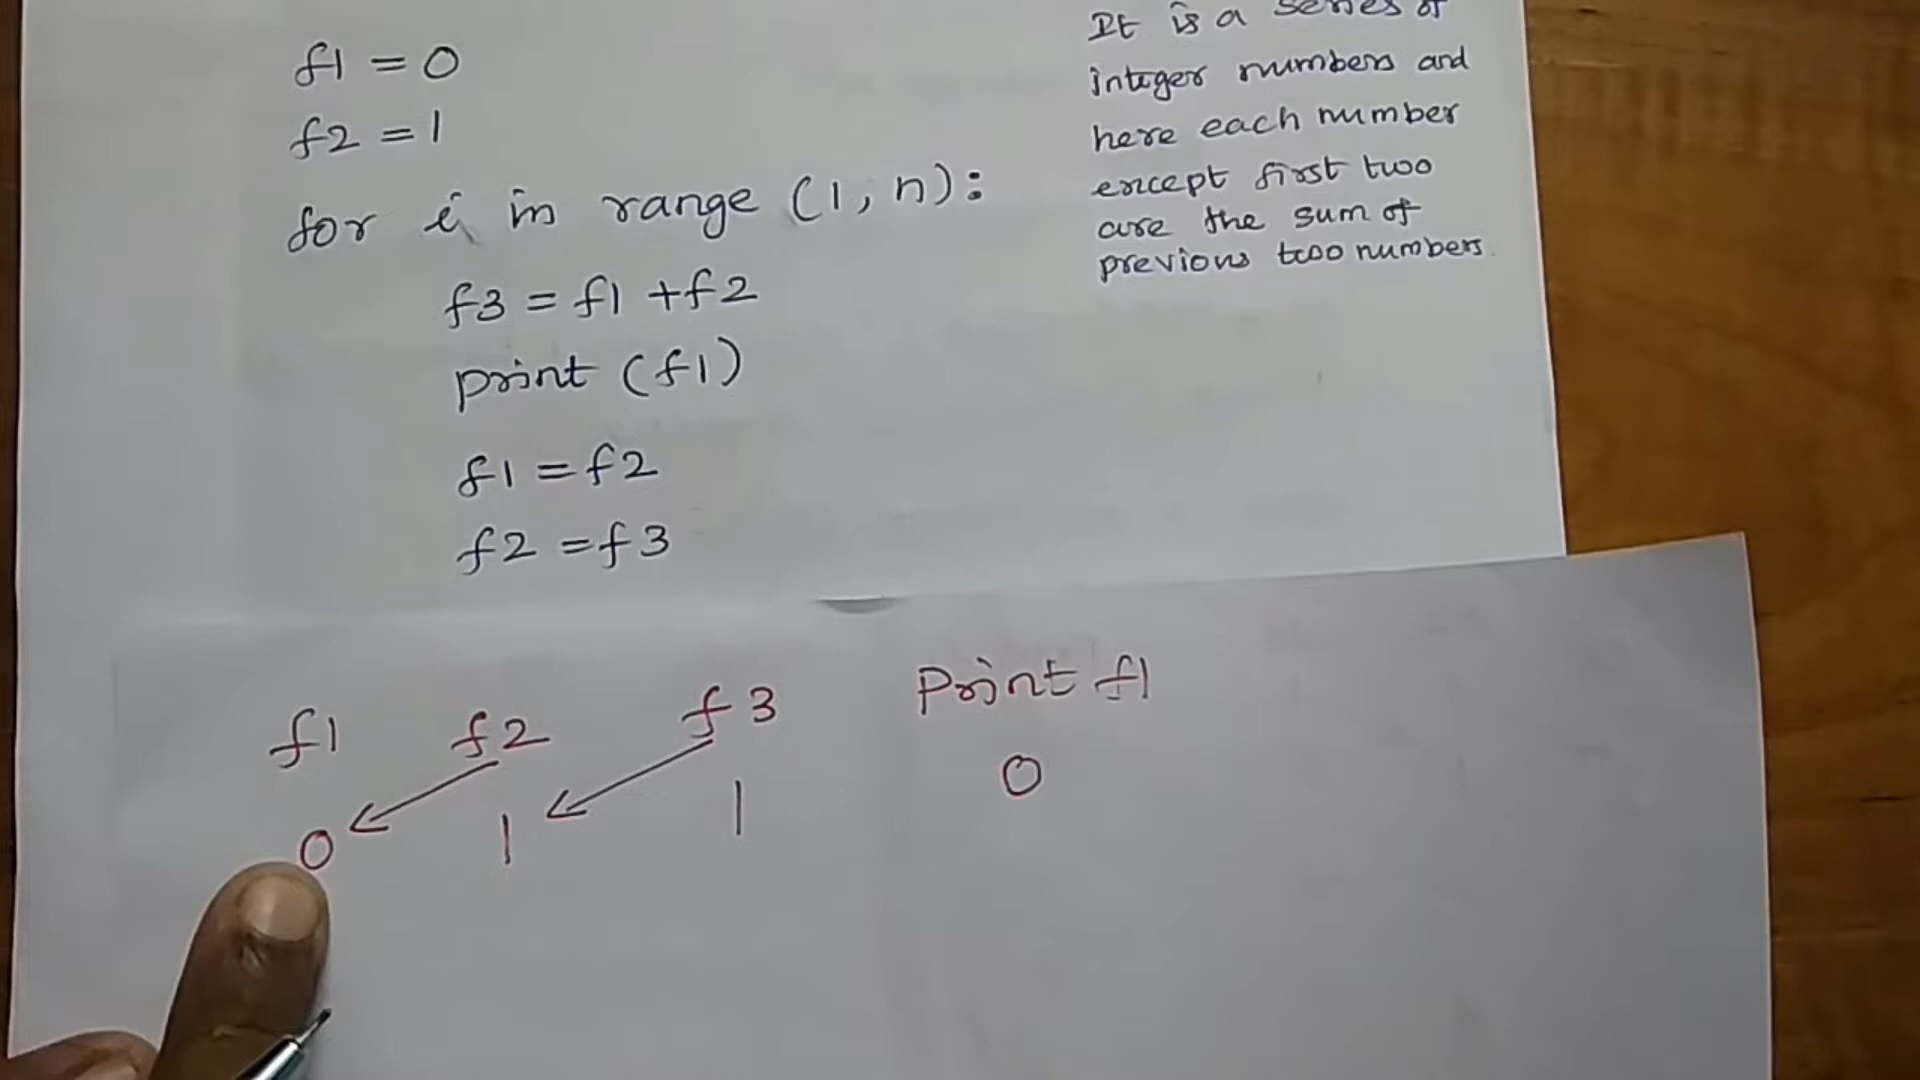 f1 = 0
f2 = 1
for i in range (1, n):
f3 = f1 + f2
print (f1)
f1 = f2
f2 = f3
It is a series of
integer numbers and
here each number
except first two
are the sum of
previous two numbers.
f1 f2 f3 Print f1
0 1 1 0